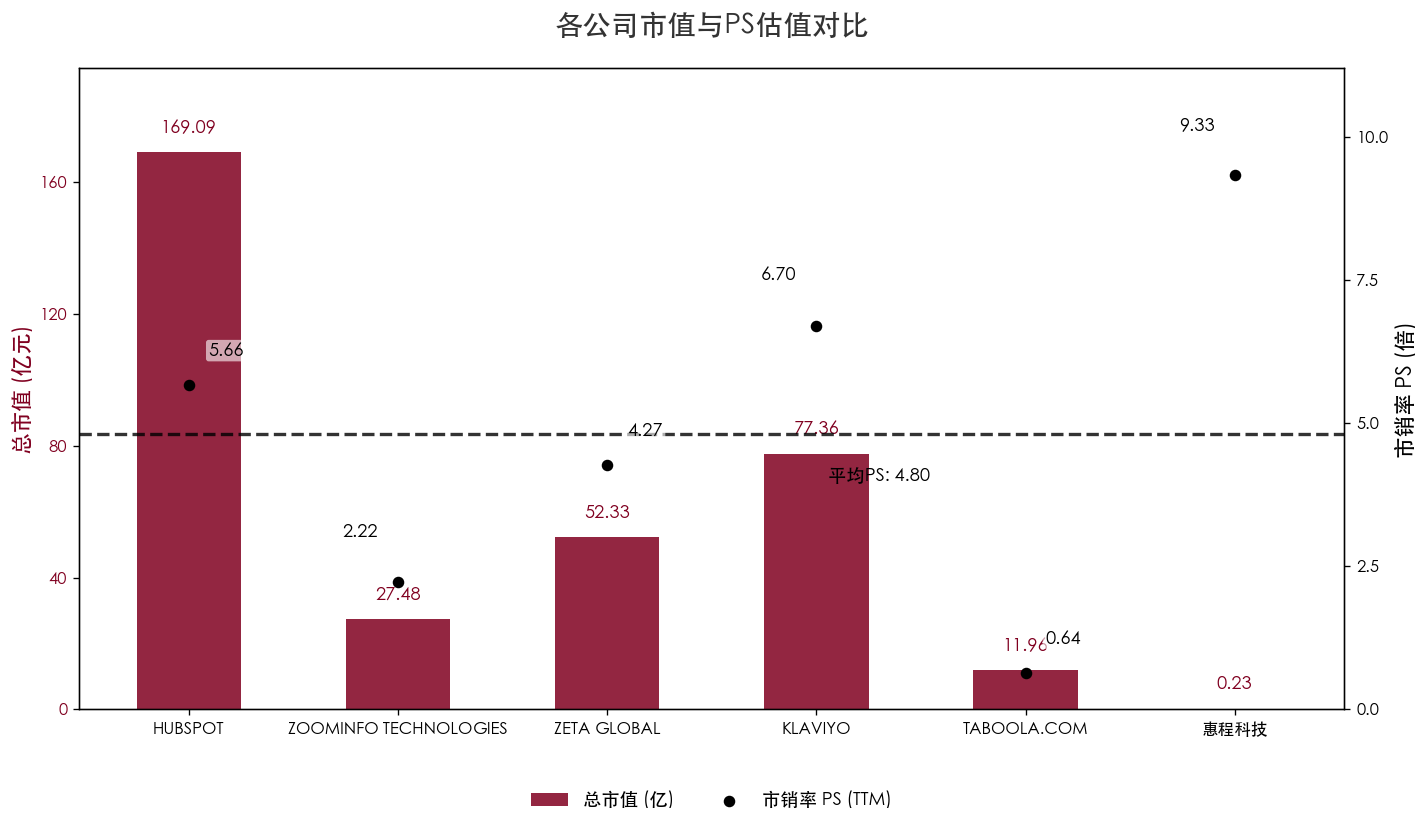 各公司市值与PS估值对比
总市值 (亿元)
160
120
80
40
0
市销率 PS (倍)
10.0
7.5
5.0
2.5
0.0
169.09
27.48
52.33
77.36
11.96
0.23
5.66
2.22
4.27
6.70
0.64
9.33
平均PS: 4.80
HUBSPOT
ZOOMINFO TECHNOLOGIES
ZETA GLOBAL
KLAVIYO
TABOOLA.COM
惠程科技
总市值 (亿)
市销率 PS (TTM)